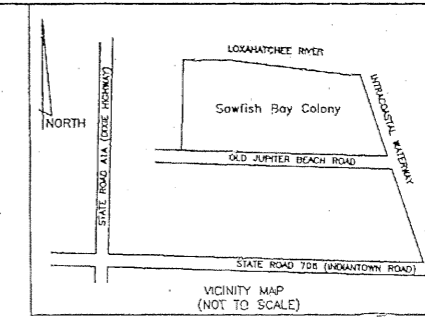 LOXAHATCHEE RIVER
INTRACOASTAL WATERWAY
Sawfish Bay Colony
NORTH
STATE ROAD A1A (DIXIE HIGHWAY)
OLD JUPITER BEACH ROAD
STATE ROAD 706 (INDIANTOWN ROAD)
VICINITY MAP
(NOT TO SCALE)